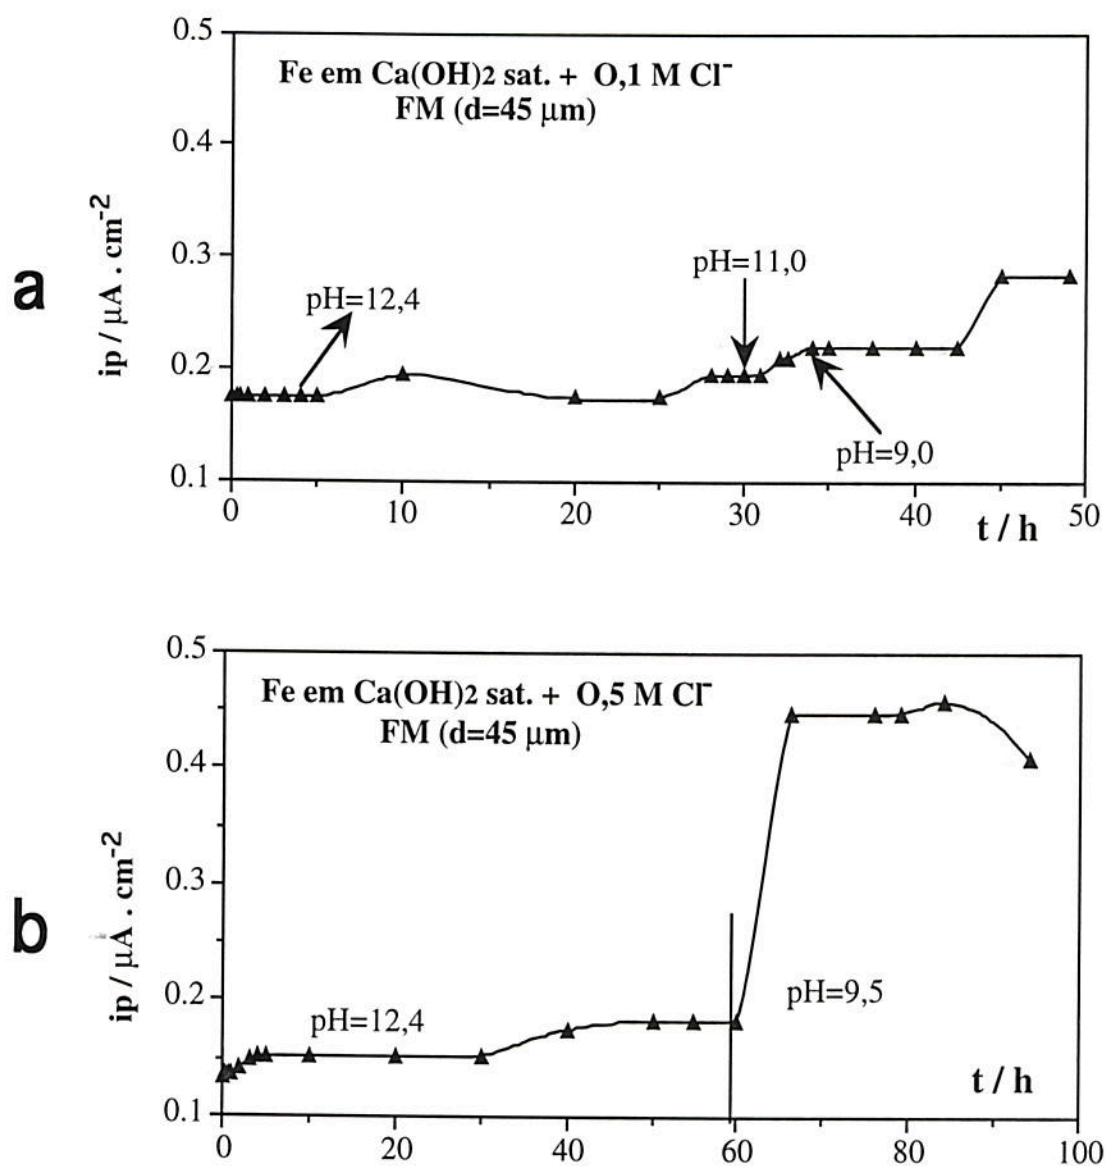 a
0.5
0.4
0.3
0.2
0.1
ip / μA . cm⁻²
Fe em Ca(OH)2 sat. + O,1 M Cl⁻
FM (d=45 μm)
pH=12,4
pH=11,0
pH=9,0
0 10 20 30 40 50
t / h
b
0.5
0.4
0.3
0.2
0.1
ip / μA . cm⁻²
Fe em Ca(OH)2 sat. + O,5 M Cl⁻
FM (d=45 μm)
pH=12,4
pH=9,5
t / h
0 20 40 60 80 100